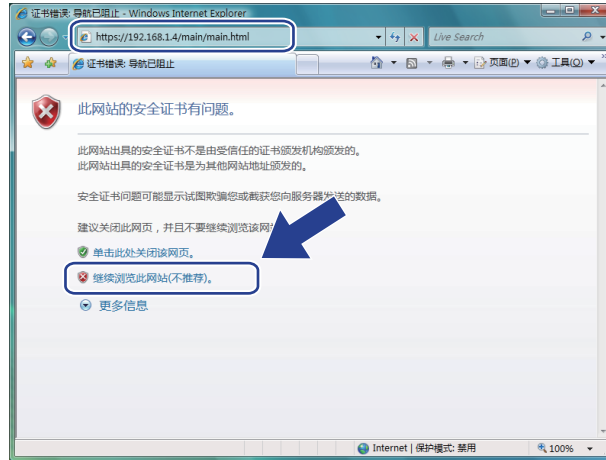 证书错误: 导航已阻止 - Windows Internet Explorer
https://192.168.1.4/main/main.html
Live Search
证书错误: 导航已阻止
页面(P)
工具(O)
此网站的安全证书有问题。
此网站出具的安全证书不是由受信任的证书颁发机构颁发的。
此网站出具的安全证书是为其他网站地址颁发的。
安全证书问题可能显示试图欺骗您或截获您向服务器发送的数据。
建议关闭此网页，并且不要继续浏览该网
单击此处关闭该网页。
继续浏览此网站(不推荐)。
更多信息
Internet | 保护模式: 禁用
100%